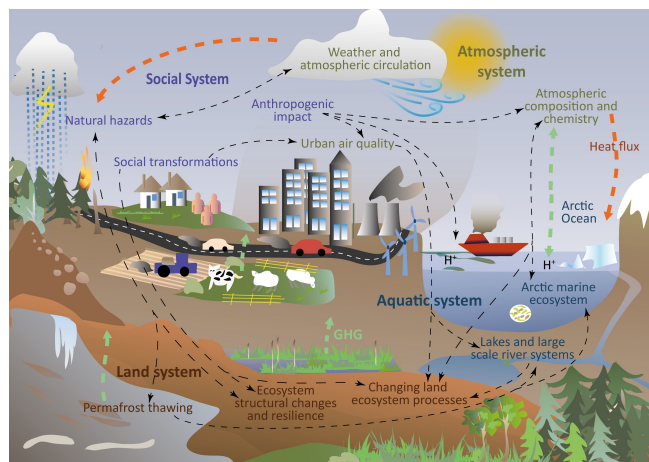 Weather and
atmospheric circulation
Atmospheric
system
Social System
Atmospheric
composition and
chemistry
Anthropogenic
impact
Natural hazards
Urban air quality
Heat flux
Social transformations
Arctic
Ocean
H⁺
H⁺
Arctic marine
ecosystem
Aquatic system
GHG
Lakes and large
scale river systems
Land system
Ecosystem
structural changes
and resilience
Changing land
ecosystem processes
Permafrost thawing